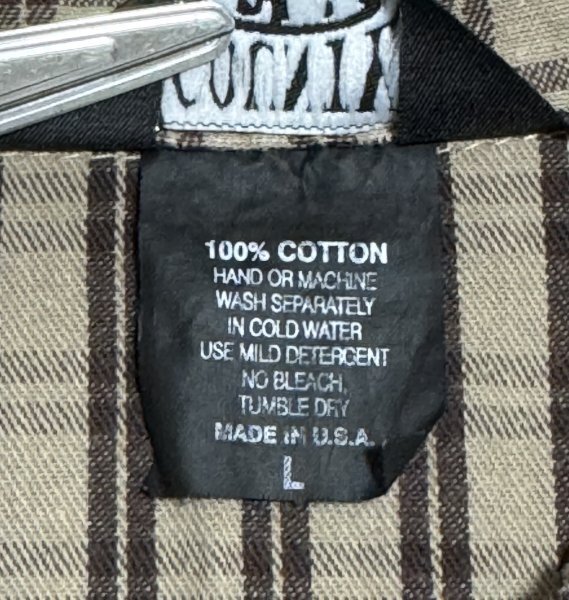 100% COTTON
HAND OR MACHINE
WASH SEPARATELY
IN COLD WATER
USE MILD DETERGENT
NO BLEACH,
TUMBLE DRY
MADE IN U.S.A.
L